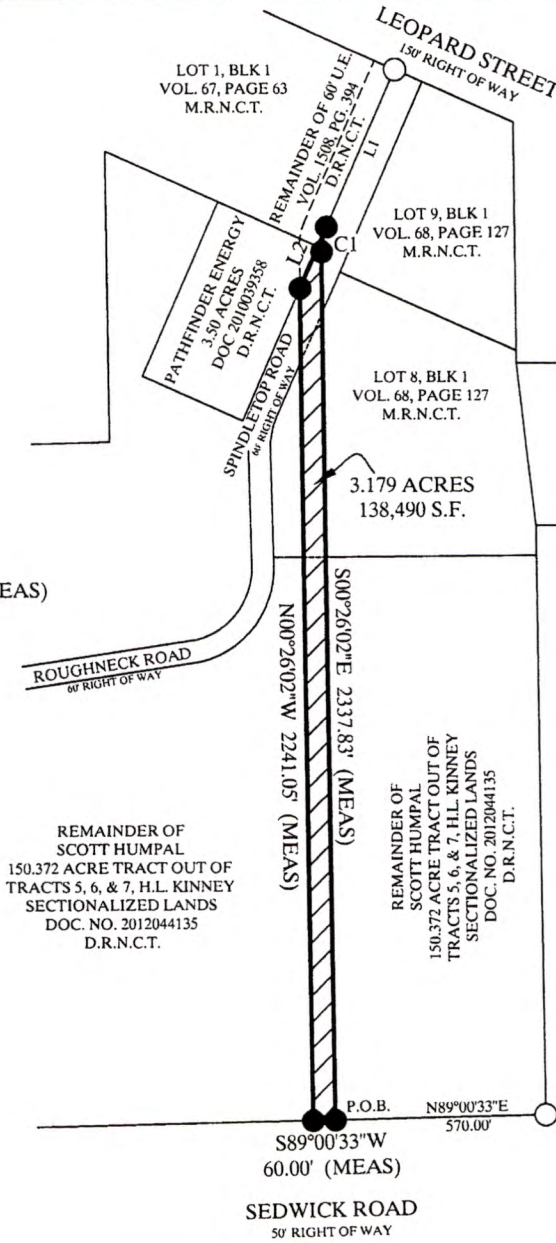 LEOPARD STREET
150' RIGHT OF WAY
LOT 1, BLK 1
VOL. 67, PAGE 63
M.R.N.C.T.
REMAINDER OF 60' U.E.
VOL. 1508, PG. 394
D.R.N.C.T.
L1
LOT 9, BLK 1
VOL. 68, PAGE 127
M.R.N.C.T.
L2
C1
PATHFINDER ENERGY
3.50 ACRES
DOC 2010039358
D.R.N.C.T.
SPINDLETOP ROAD
60' RIGHT OF WAY
LOT 8, BLK 1
VOL. 68, PAGE 127
M.R.N.C.T.
3.179 ACRES
138,490 S.F.
EAS)
ROUGHNECK ROAD
60' RIGHT OF WAY
N00°26'02"W 2241.05' (MEAS)
S00°26'02"E 2337.83' (MEAS)
REMAINDER OF
SCOTT HUMPAL
150.372 ACRE TRACT OUT OF
TRACTS 5, 6, & 7, H.L. KINNEY
SECTIONALIZED LANDS
DOC. NO. 2012044135
D.R.N.C.T.
REMAINDER OF
SCOTT HUMPAL
150.372 ACRE TRACT OUT OF
TRACTS 5, 6, & 7, H.L. KINNEY
SECTIONALIZED LANDS
DOC. NO. 2012044135
D.R.N.C.T.
P.O.B.
N89°00'33"E
570.00'
S89°00'33"W
60.00' (MEAS)
SEDWICK ROAD
50' RIGHT OF WAY